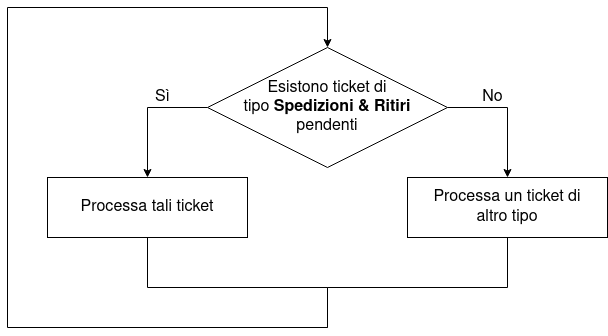 Esistono ticket di
tipo Spedizioni & Ritiri
pendenti
Sì
No
Processa tali ticket
Processa un ticket di
altro tipo